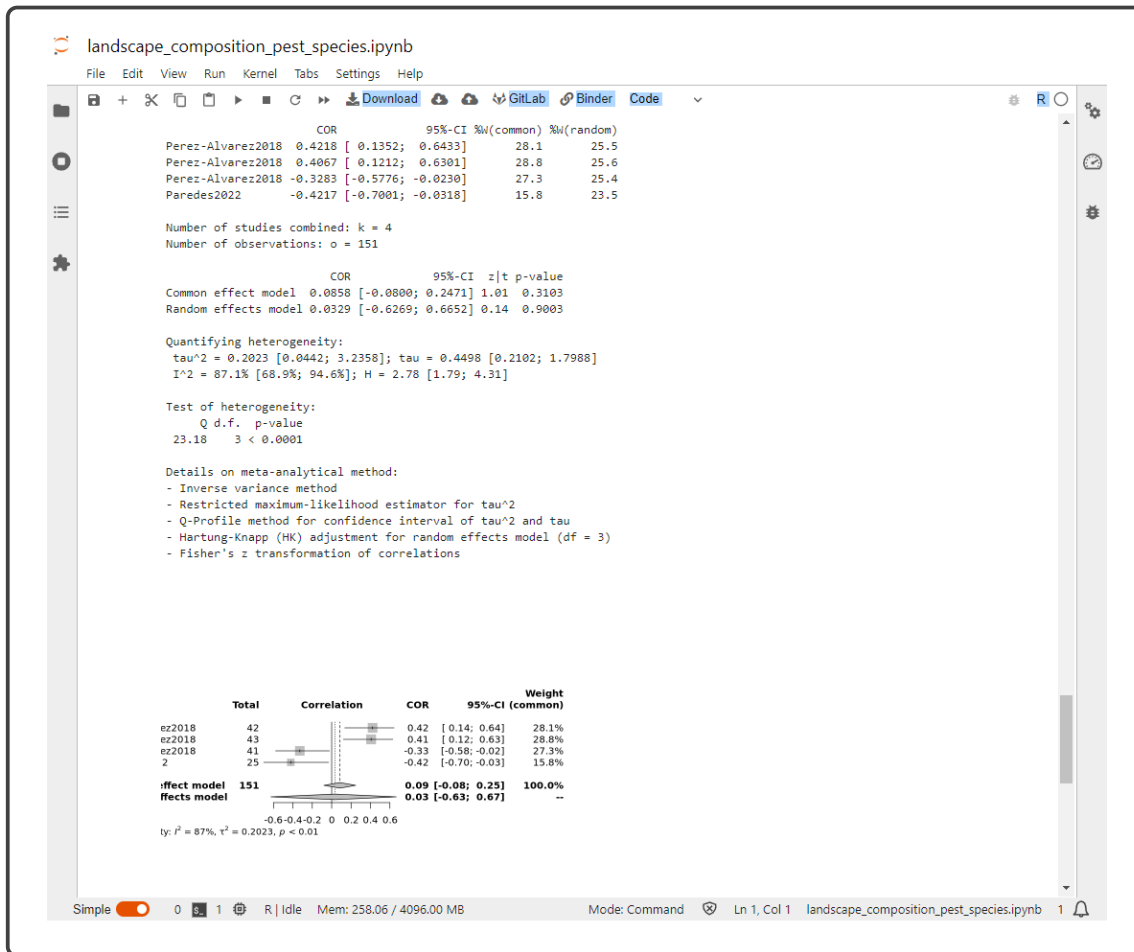 landscape_composition_pest_species.ipynb
File Edit View Run Kernel Tabs Settings Help
Download GitLab Binder Code R
COR 95%-CI %W(common) %W(random)
Perez-Alvarez2018 0.4218 [ 0.1352; 0.6433] 28.1 25.5
Perez-Alvarez2018 0.4067 [ 0.1212; 0.6301] 28.8 25.6
Perez-Alvarez2018 -0.3283 [-0.5776; -0.0230] 27.3 25.4
Paredes2022 -0.4217 [-0.7001; -0.0318] 15.8 23.5
Number of studies combined: k = 4
Number of observations: o = 151
COR 95%-CI z|t p-value
Common effect model 0.0858 [-0.0800; 0.2471] 1.01 0.3103
Random effects model 0.0329 [-0.6269; 0.6652] 0.14 0.9003
Quantifying heterogeneity:
tau^2 = 0.2023 [0.0442; 3.2358]; tau = 0.4498 [0.2102; 1.7988]
I^2 = 87.1% [68.9%; 94.6%]; H = 2.78 [1.79; 4.31]
Test of heterogeneity:
Q d.f. p-value
23.18 3 < 0.0001
Details on meta-analytical method:
- Inverse variance method
- Restricted maximum-likelihood estimator for tau^2
- Q-Profile method for confidence interval of tau^2 and tau
- Hartung-Knapp (HK) adjustment for random effects model (df = 3)
- Fisher's z transformation of correlations
Weight
Total Correlation COR 95%-CI (common)
ez2018 42 0.42 [ 0.14; 0.64] 28.1%
ez2018 43 0.41 [ 0.12; 0.63] 28.8%
ez2018 41 -0.33 [-0.58; -0.02] 27.3%
2 25 -0.42 [-0.70; -0.03] 15.8%
effect model 151 0.09 [-0.08; 0.25] 100.0%
ffects model 0.03 [-0.63; 0.67] --
-0.6-0.4-0.2 0 0.2 0.4 0.6
ty: I² = 87%, τ² = 0.2023, p < 0.01
Simple 0 $_ 1 R | Idle Mem: 258.06 / 4096.00 MB Mode: Command Ln 1, Col 1 landscape_composition_pest_species.ipynb 1